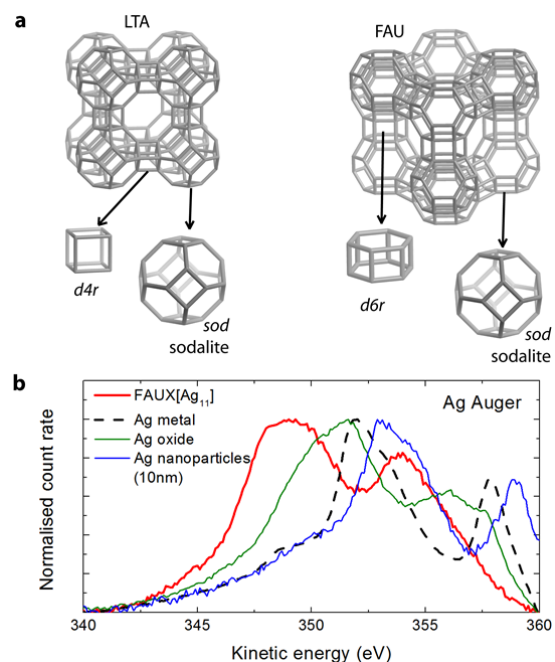 a
LTA
FAU
d4r
sod
sodalite
d6r
sod
sodalite
b
FAUX[Ag₁₁]
Ag metal
Ag oxide
Ag nanoparticles
(10nm)
Ag Auger
Normalised count rate
340 345 350 355 360
Kinetic energy (eV)